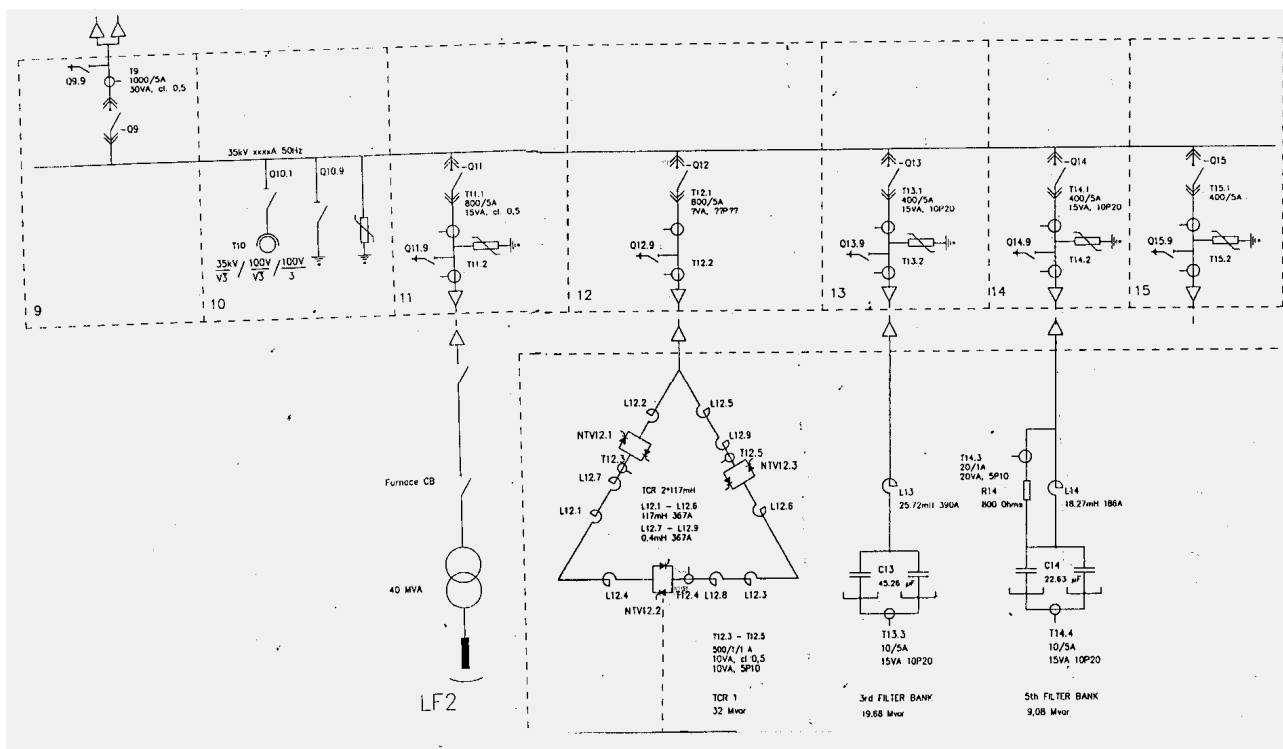 T9
1000/5A
30VA, cl. 0,5
Q9.9
-Q9
35kV xxxxA 50Hz
Q10.1
Q10.9
T10
35kV / 100V / 100V
V3 V3 3
-Q11
T11.1
800/5A
15VA, cl. 0,5
Q11.9
T11.2
-Q12
T12.1
800/5A
?VA, ??P??
Q12.9
T12.2
-Q13
T13.1
400/5A
15VA, 10P20
Q13.9
T13.2
-Q14
T14.1
400/5A
15VA, 10P20
Q14.9
T14.2
-Q15
T15.1
400/5A
Q15.9
T15.2
9
10
11
12
13
14
15
Furnace CB
40 MVA
LF2
L12.2
L12.5
NTV12.1
T12.3
L12.7
L12.1
L12.9
T12.5
NTV12.3
L12.6
TCR 2*117mH
L12.1 - L12.6
117mH 367A
L12.7 - L12.9
0.4mH 367A
L12.4
NTV12.2
T12.4
L12.8
L12.3
T12.3 - T12.5
500/1/1 A
10VA, cl 0,5
10VA, 5P10
TCR 1
32 Mvar
L13
25.72mH 390A
C13
45.26 µF
T13.3
10/5A
15VA 10P20
3rd FILTER BANK
19.68 Mvar
T14.3
20/1A
20VA, 5P10
R14
800 Ohms
L14
18.27mH 186A
C14
22.63 µF
T14.4
10/5A
15VA 10P20
5th FILTER BANK
9,08 Mvar